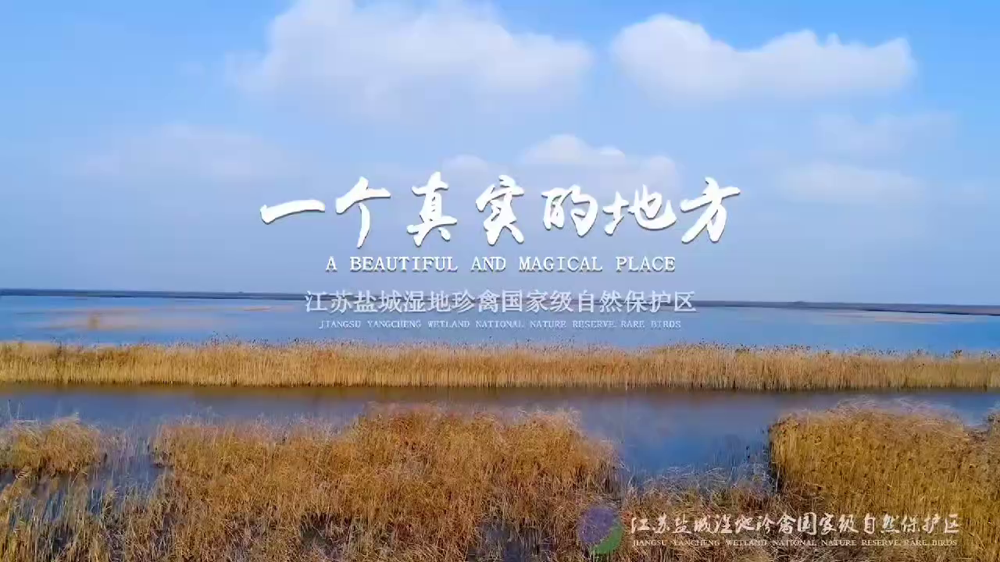 一个真实的地方
A BEAUTIFUL AND MAGICAL PLACE
江苏盐城湿地珍禽国家级自然保护区
JIANGSU YANGCHENG WETLAND NATIONAL NATURE RESERVE.RARE BIRDS
江苏盐城湿地珍禽国家级自然保护区
JIANGSU YANCHENG WETLAND NATIONAL NATURE RESERVE.RARE BIRDS